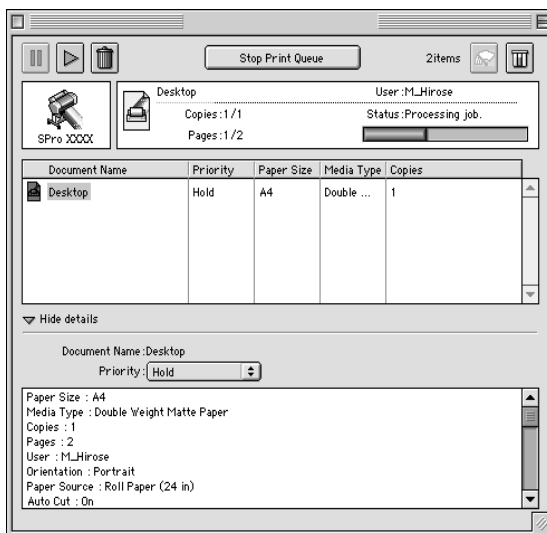 Stop Print Queue 2items
Desktop User :M_Hirose
Copies :1/1 Status :Processing job.
Pages :1/2
SPro XXXX
Document Name Priority Paper Size Media Type Copies
Desktop Hold A4 Double ... 1
Hide details
Document Name :Desktop
Priority : Hold
Paper Size : A4
Media Type : Double Weight Matte Paper
Copies : 1
Pages : 2
User : M_Hirose
Orientation : Portrait
Paper Source : Roll Paper (24 in)
Auto Cut : On